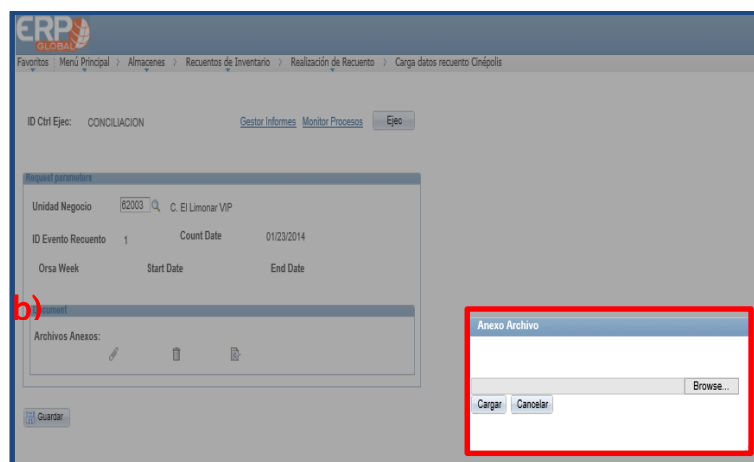 ERP
GLOBAL
Favoritos | Menú Principal > Almacenes > Recuentos de Inventario > Realización de Recuento > Carga datos recuento Cinépolis
ID Ctrl Ejec: CONCILIACION Gestor Informes Monitor Procesos Ejec
Request parameters
Unidad Negocio 62003 C. El Limonar VIP
ID Evento Recuento 1 Count Date 01/23/2014
Orsa Week Start Date End Date
b)
Document
Archivos Anexos:
Guardar
Anexo Archivo
Browse...
Cargar Cancelar